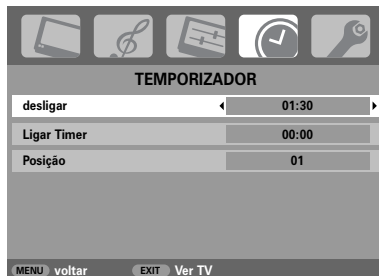 TEMPORIZADOR
desligar 01:30
Ligar Timer 00:00
Posição 01
MENU voltar EXIT Ver TV